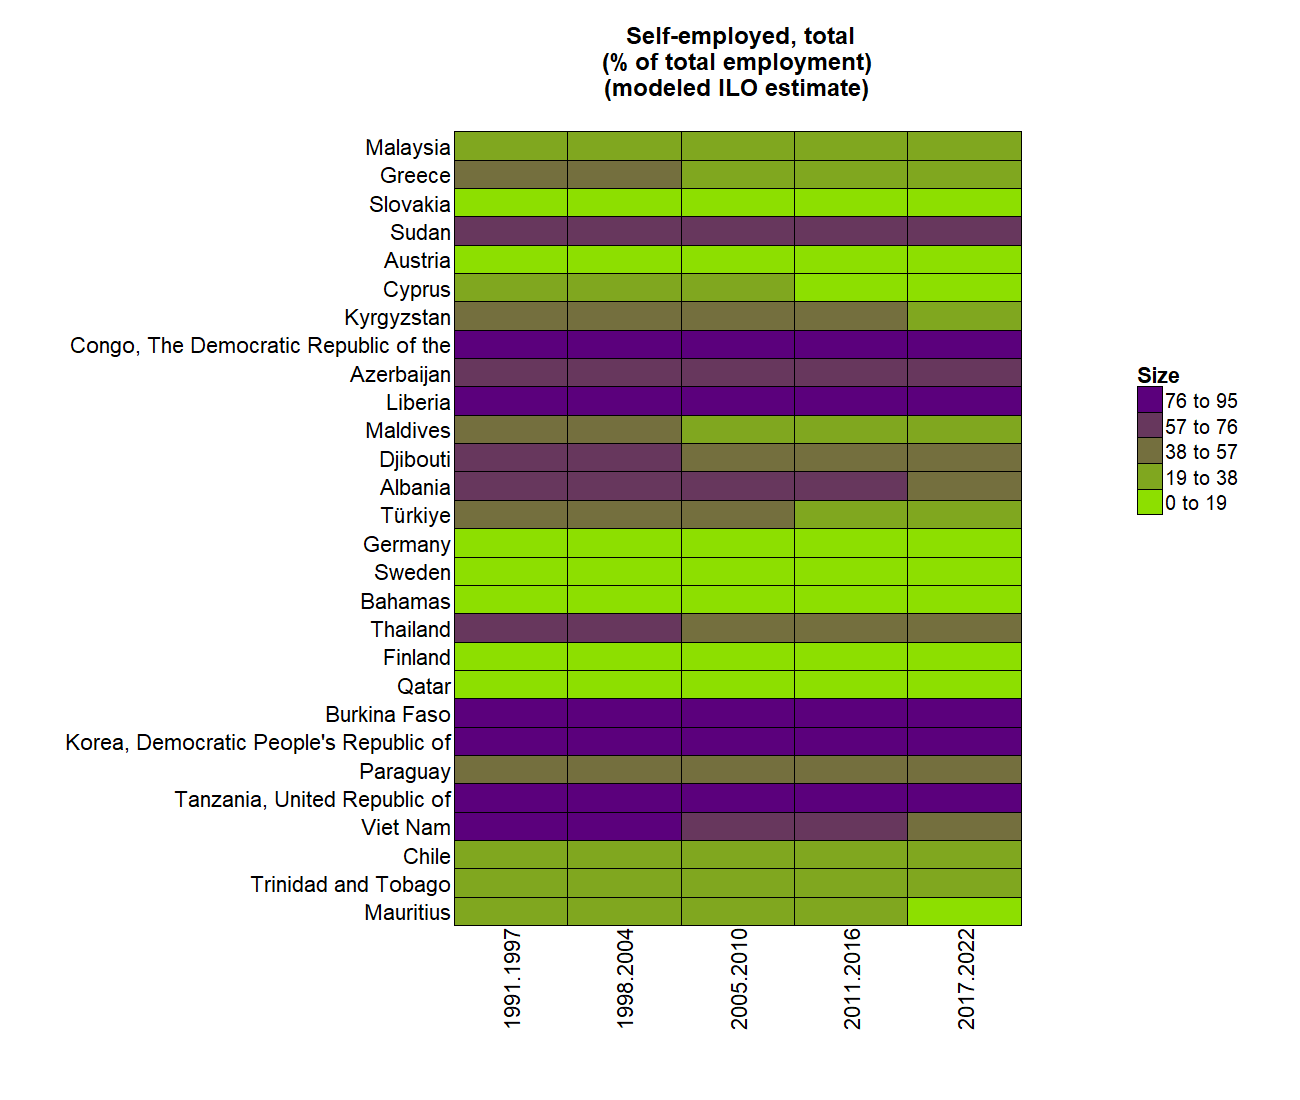 Self-employed, total
(% of total employment)
(modeled ILO estimate)
Malaysia
Greece
Slovakia
Sudan
Austria
Cyprus
Kyrgyzstan
Congo, The Democratic Republic of the
Azerbaijan
Liberia
Maldives
Djibouti
Albania
Türkiye
Germany
Sweden
Bahamas
Thailand
Finland
Qatar
Burkina Faso
Korea, Democratic People's Republic of
Paraguay
Tanzania, United Republic of
Viet Nam
Chile
Trinidad and Tobago
Mauritius
1991.1997
1998.2004
2005.2010
2011.2016
2017.2022
Size
76 to 95
57 to 76
38 to 57
19 to 38
0 to 19